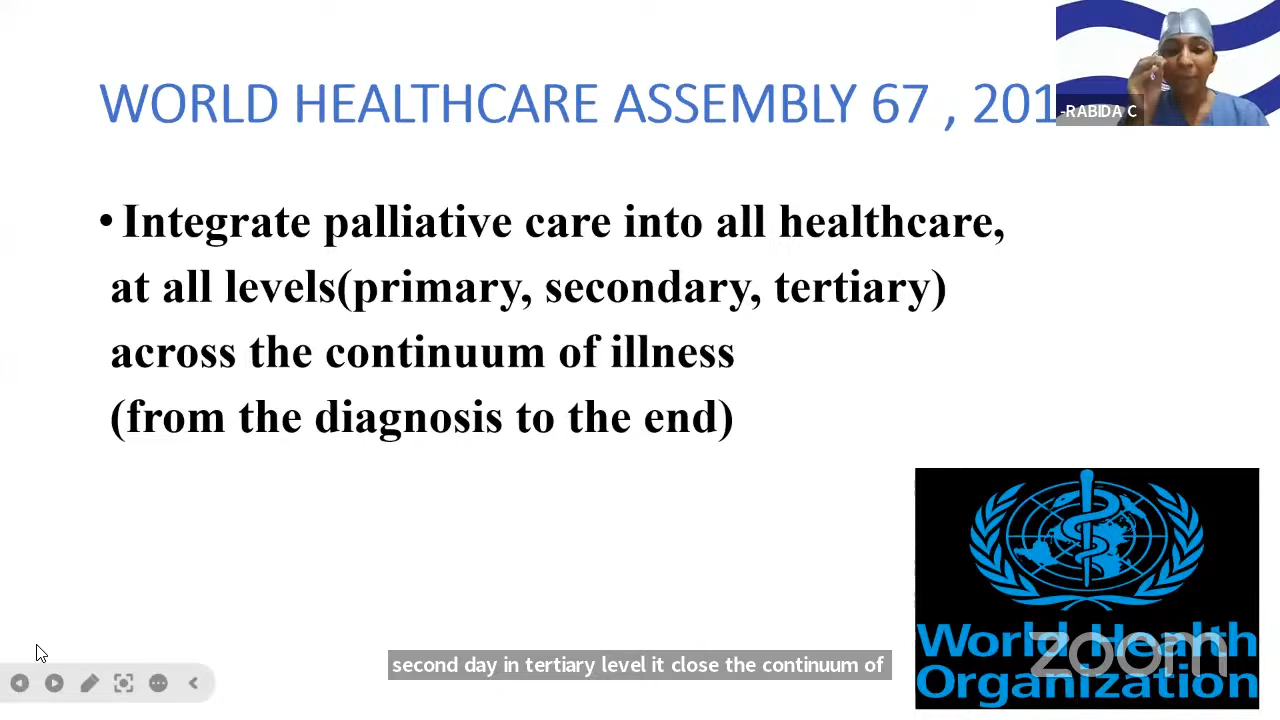 WORLD HEALTHCARE ASSEMBLY 67 , 201
-RABIDA C
• Integrate palliative care into all healthcare,
at all levels(primary, secondary, tertiary)
across the continuum of illness
(from the diagnosis to the end)
World Health
Organization
zoom
second day in tertiary level it close the continuum of